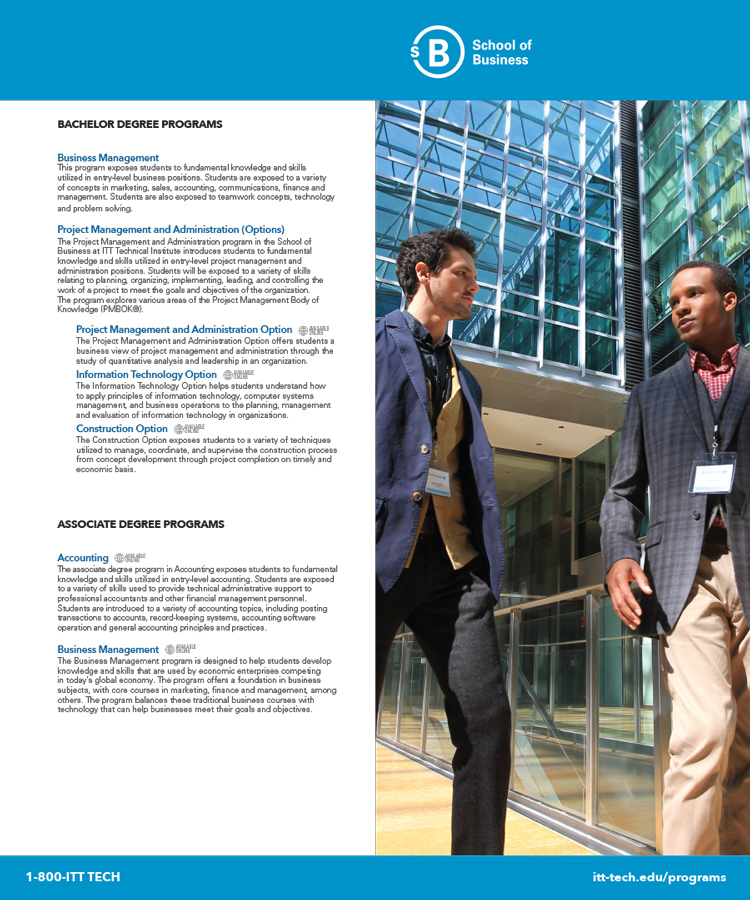 sB School of
Business
BACHELOR DEGREE PROGRAMS
Business Management
This program exposes students to fundamental knowledge and skills
utilized in entry-level business positions. Students are exposed to a variety
of concepts in marketing, sales, accounting, communications, finance and
management. Students are also exposed to teamwork concepts, technology
and problem solving.
Project Management and Administration (Options)
The Project Management and Administration program in the School of
Business at ITT Technical Institute introduces students to fundamental
knowledge and skills utilized in entry-level project management and
administration positions. Students will be exposed to a variety of skills
relating to planning, organizing, implementing, leading, and controlling the
work of a project to meet the goals and objectives of the organization.
The program explores various areas of the Project Management Body of
Knowledge (PMBOK®).
Project Management and Administration Option AVAILABLE ONLINE
The Project Management and Administration Option offers students a
business view of project management and administration through the
study of quantitative analysis and leadership in an organization.
Information Technology Option AVAILABLE ONLINE
The Information Technology Option helps students understand how
to apply principles of information technology, computer systems
management, and business operations to the planning, management
and evaluation of information technology in organizations.
Construction Option AVAILABLE ONLINE
The Construction Option exposes students to a variety of techniques
utilized to manage, coordinate, and supervise the construction process
from concept development through project completion on timely and
economic basis.
ASSOCIATE DEGREE PROGRAMS
Accounting AVAILABLE ONLINE
The associate degree program in Accounting exposes students to fundamental
knowledge and skills utilized in entry-level accounting. Students are exposed
to a variety of skills used to provide technical administrative support to
professional accountants and other financial management personnel.
Students are introduced to a variety of accounting topics, including posting
transactions to accounts, record-keeping systems, accounting software
operation and general accounting principles and practices.
Business Management AVAILABLE ONLINE
The Business Management program is designed to help students develop
knowledge and skills that are used by economic enterprises competing
in today's global economy. The program offers a foundation in business
subjects, with core courses in marketing, finance and management, among
others. The program balances these traditional business courses with
technology that can help businesses meet their goals and objectives.
1-800-ITT TECH
itt-tech.edu/programs